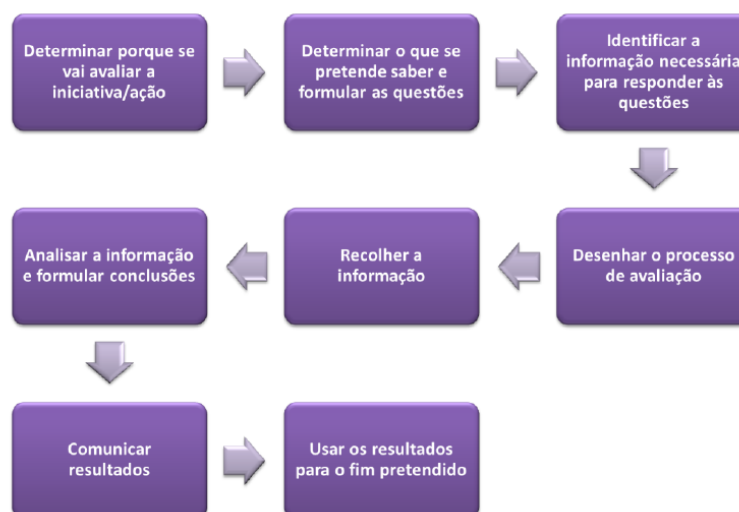 Determinar porque se
vai avaliar a
iniciativa/ação
Determinar o que se
pretende saber e
formular as questões
Identificar a
informação necessária
para responder às
questões
Desenhar o processo
de avaliação
Recolher a
informação
Analisar a informação
e formular conclusões
Comunicar
resultados
Usar os resultados
para o fim pretendido